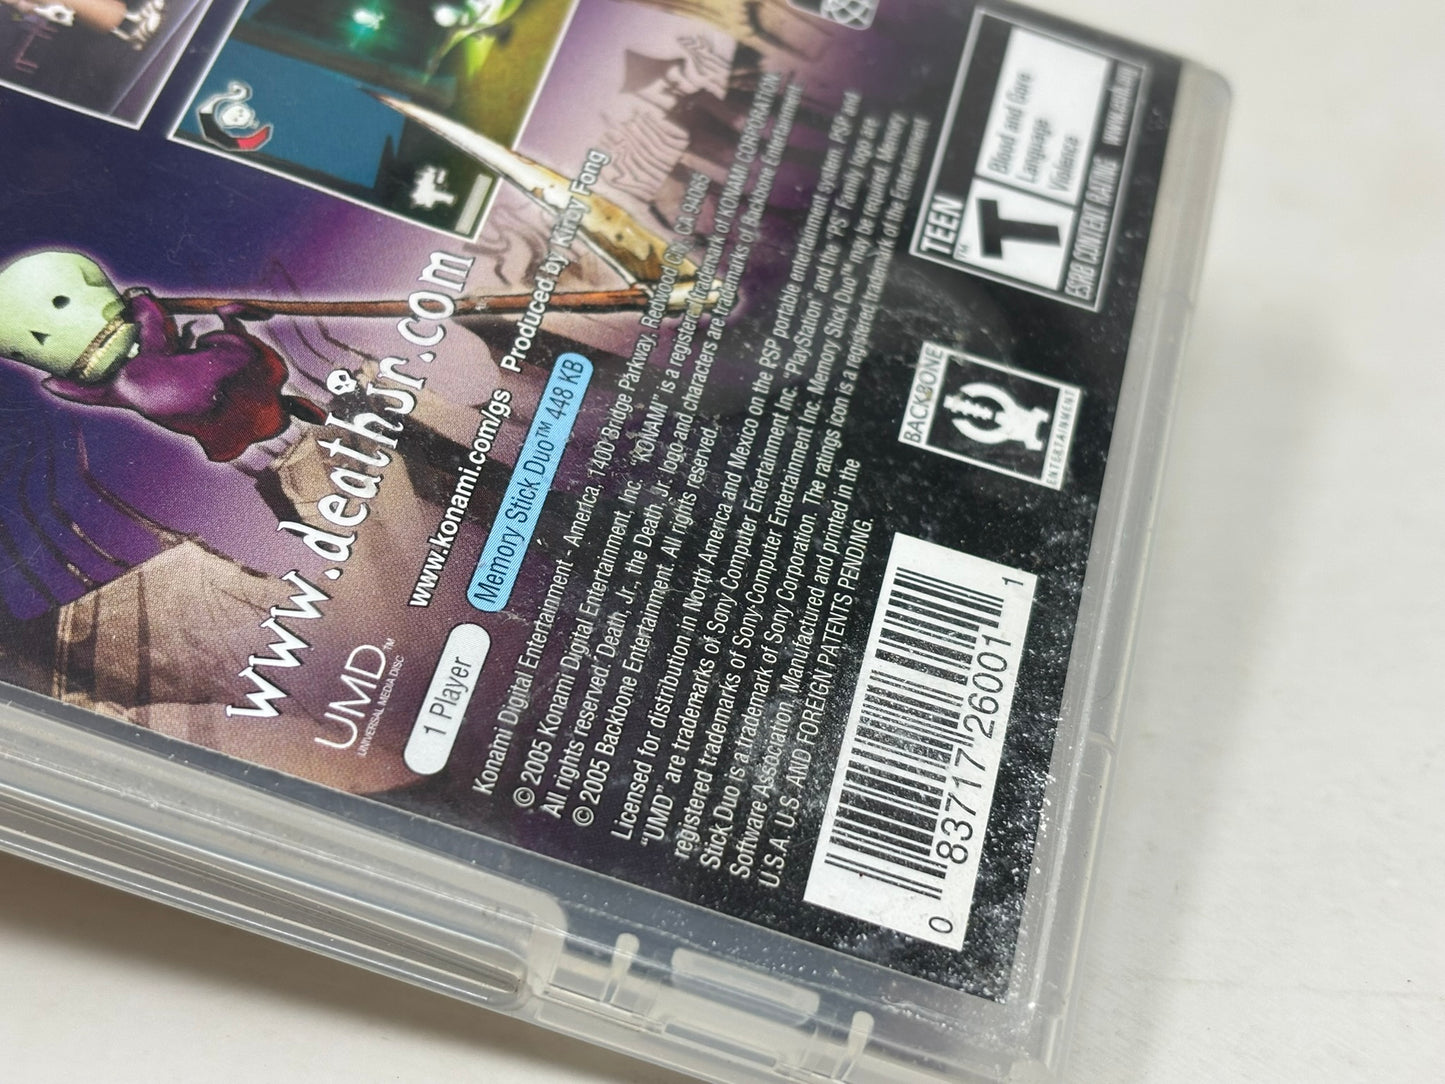 www.deathjr.com
UMD™
UNIVERSAL MEDIA DISC
www.konami.com/gs Produced by Kirby Fong
1 Player
Memory Stick Duo™ 448 KB
Konami Digital Entertainment - America, 1400 Bridge Parkway, Redwood City, CA 94065
© 2005 Konami Digital Entertainment, Inc. "KONAMI" is a registered trademark of KONAMI CORPORATION.
All rights reserved "Death, Jr., the Death, Jr. logo and characters are trademarks of Backbone Entertainment.
© 2005 Backbone Entertainment. All rights reserved.
Licensed for distribution in North America and Mexico on the PSP portable entertainment system. PSP and
"UMD" are trademarks of Sony Computer Entertainment Inc. "PlayStation" and the "PS" Family logo are
registered trademarks of Sony Computer Entertainment Inc. Memory Stick Duo™ may be required. Memory
Stick Duo is a trademark of Sony Corporation. The ratings icon is a registered trademark of the Entertainment
Software Association. Manufactured and printed in the
U.S.A. U.S. AND FOREIGN PATENTS PENDING.
TEEN
T
™
Blood and Gore
Language
Violence
ESRB CONTENT RATING www.esrb.org
BACKBONE
ENTERTAINMENT
0 83717 26001 1